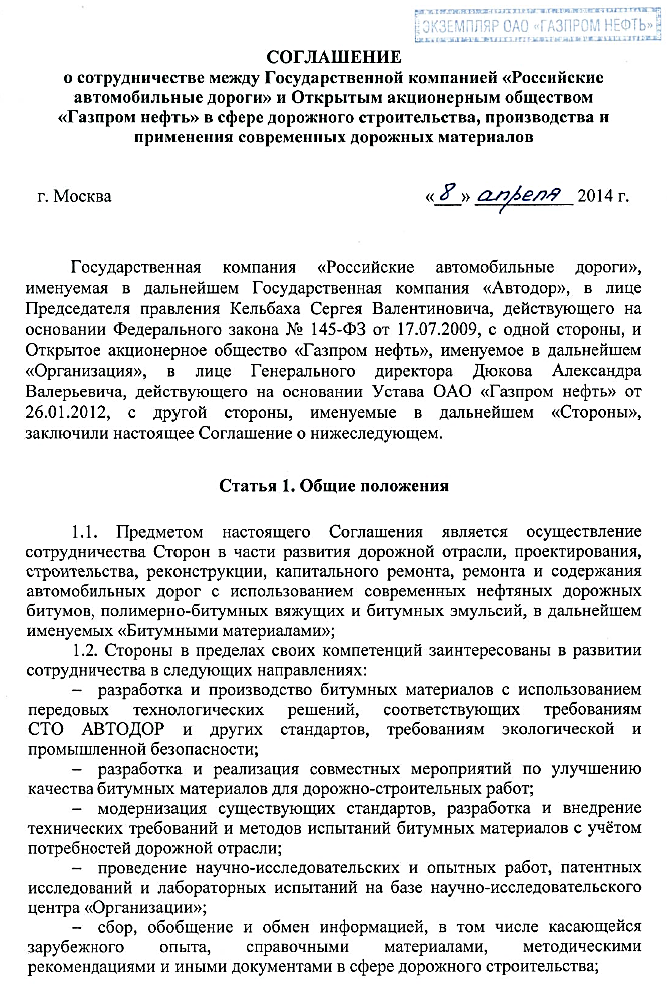 ЭКЗЕМПЛЯР ОАО «ГАЗПРОМ НЕФТЬ»
СОГЛАШЕНИЕ
о сотрудничестве между Государственной компанией «Российские
автомобильные дороги» и Открытым акционерным обществом
«Газпром нефть» в сфере дорожного строительства, производства и
применения современных дорожных материалов
г. Москва «8» апреля 2014 г.
Государственная компания «Российские автомобильные дороги»,
именуемая в дальнейшем Государственная компания «Автодор», в лице
Председателя правления Кельбаха Сергея Валентиновича, действующего на
основании Федерального закона № 145-ФЗ от 17.07.2009, с одной стороны, и
Открытое акционерное общество «Газпром нефть», именуемое в дальнейшем
«Организация», в лице Генерального директора Дюкова Александра
Валерьевича, действующего на основании Устава ОАО «Газпром нефть» от
26.01.2012, с другой стороны, именуемые в дальнейшем «Стороны»,
заключили настоящее Соглашение о нижеследующем.
Статья 1. Общие положения
1.1. Предметом настоящего Соглашения является осуществление
сотрудничества Сторон в части развития дорожной отрасли, проектирования,
строительства, реконструкции, капитального ремонта, ремонта и содержания
автомобильных дорог с использованием современных нефтяных дорожных
битумов, полимерно-битумных вяжущих и битумных эмульсий, в дальнейшем
именуемых «Битумными материалами»;
1.2. Стороны в пределах своих компетенций заинтересованы в развитии
сотрудничества в следующих направлениях:
– разработка и производство битумных материалов с использованием
передовых технологических решений, соответствующих требованиям
СТО АВТОДОР и других стандартов, требованиям экологической и
промышленной безопасности;
– разработка и реализация совместных мероприятий по улучшению
качества битумных материалов для дорожно-строительных работ;
– модернизация существующих стандартов, разработка и внедрение
технических требований и методов испытаний битумных материалов с учётом
потребностей дорожной отрасли;
– проведение научно-исследовательских и опытных работ, патентных
исследований и лабораторных испытаний на базе научно-исследовательского
центра «Организации»;
– сбор, обобщение и обмен информацией, в том числе касающейся
зарубежного опыта, справочными материалами, методическими
рекомендациями и иными документами в сфере дорожного строительства;